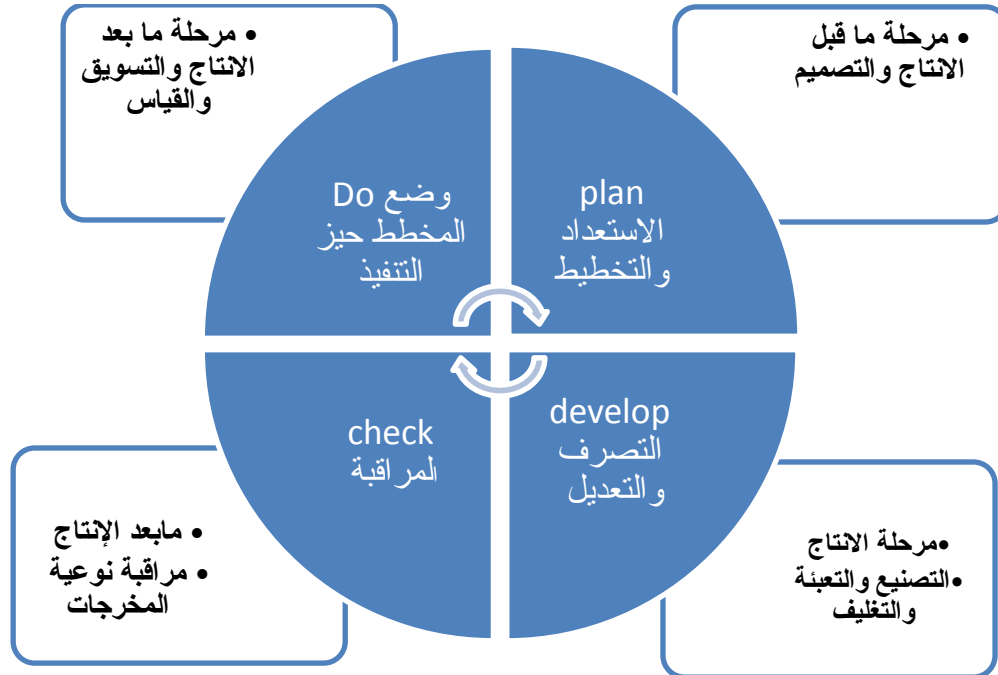 • مرحلة ما قبل
الانتاج والتصميم
• مرحلة ما بعد
الانتاج والتسويق
والقياس
plan
الاستعداد
والتخطيط
Do وضع
المخطط حيز
التنفيذ
develop
التصرف
والتعديل
check
المراقبة
•مرحلة الانتاج
•التصنيع والتعبئة
والتغليف
• مابعد الإنتاج
• مراقبة نوعية
المخرجات